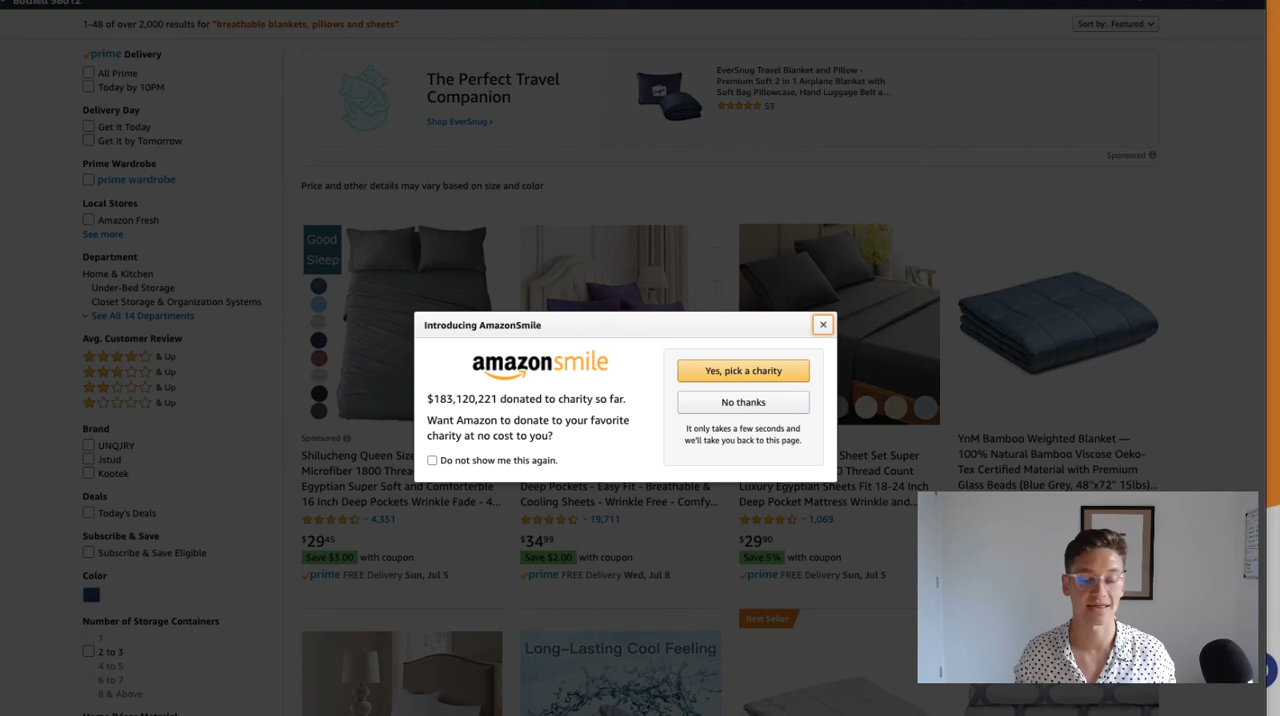 Bothell 98012
1-48 of over 2,000 results for "breathable blankets, pillows and sheets"
Sort by: Featured
prime Delivery
All Prime
Today by 10PM
Delivery Day
Get It Today
Get It by Tomorrow
Prime Wardrobe
prime wardrobe
Local Stores
Amazon Fresh
See more
Department
Home & Kitchen
Under-Bed Storage
Closet Storage & Organization Systems
See All 14 Departments
Avg. Customer Review
& Up
& Up
& Up
& Up
Brand
UNQJRY
Jstud
Kootek
Deals
Today's Deals
Subscribe & Save
Subscribe & Save Eligible
Color
Number of Storage Containers
1
2 to 3
4 to 5
6 to 7
8 & Above
The Perfect Travel
Companion
Shop EverSnug ›
EverSnug Travel Blanket and Pillow -
Premium Soft 2 in 1 Airplane Blanket with
Soft Bag Pillowcase, Hand Luggage Belt a...
53
Sponsored
Price and other details may vary based on size and color
Good
Sleep
Introducing AmazonSmile
amazonsmile
$183,120,221 donated to charity so far.
Want Amazon to donate to your favorite
charity at no cost to you?
Do not show me this again.
Yes, pick a charity
No thanks
It only takes a few seconds and
we'll take you back to this page.
Sponsored
Shilucheng Queen Size
Microfiber 1800 Thread
Egyptian Super Soft and Comforterble
16 Inch Deep Pockets Wrinkle Fade - 4...
4,351
$29.45
Save $3.00 with coupon
prime FREE Delivery Sun, Jul 5
Deep Pockets - Easy Fit - Breathable &
Cooling Sheets - Wrinkle Free - Comfy...
19,711
$34.99
Save $2.00 with coupon
prime FREE Delivery Wed, Jul 8
Sheet Set Super
Thread Count
Luxury Egyptian Sheets Fit 18-24 Inch
Deep Pocket Mattress Wrinkle and...
1,069
$29.90
Save 5% with coupon
prime FREE Delivery Sun, Jul 5
YnM Bamboo Weighted Blanket —
100% Natural Bamboo Viscose Oeko-
Tex Certified Material with Premium
Glass Beads (Blue Grey, 48"x72" 15lbs)...
Long-Lasting Cool Feeling
Best Seller